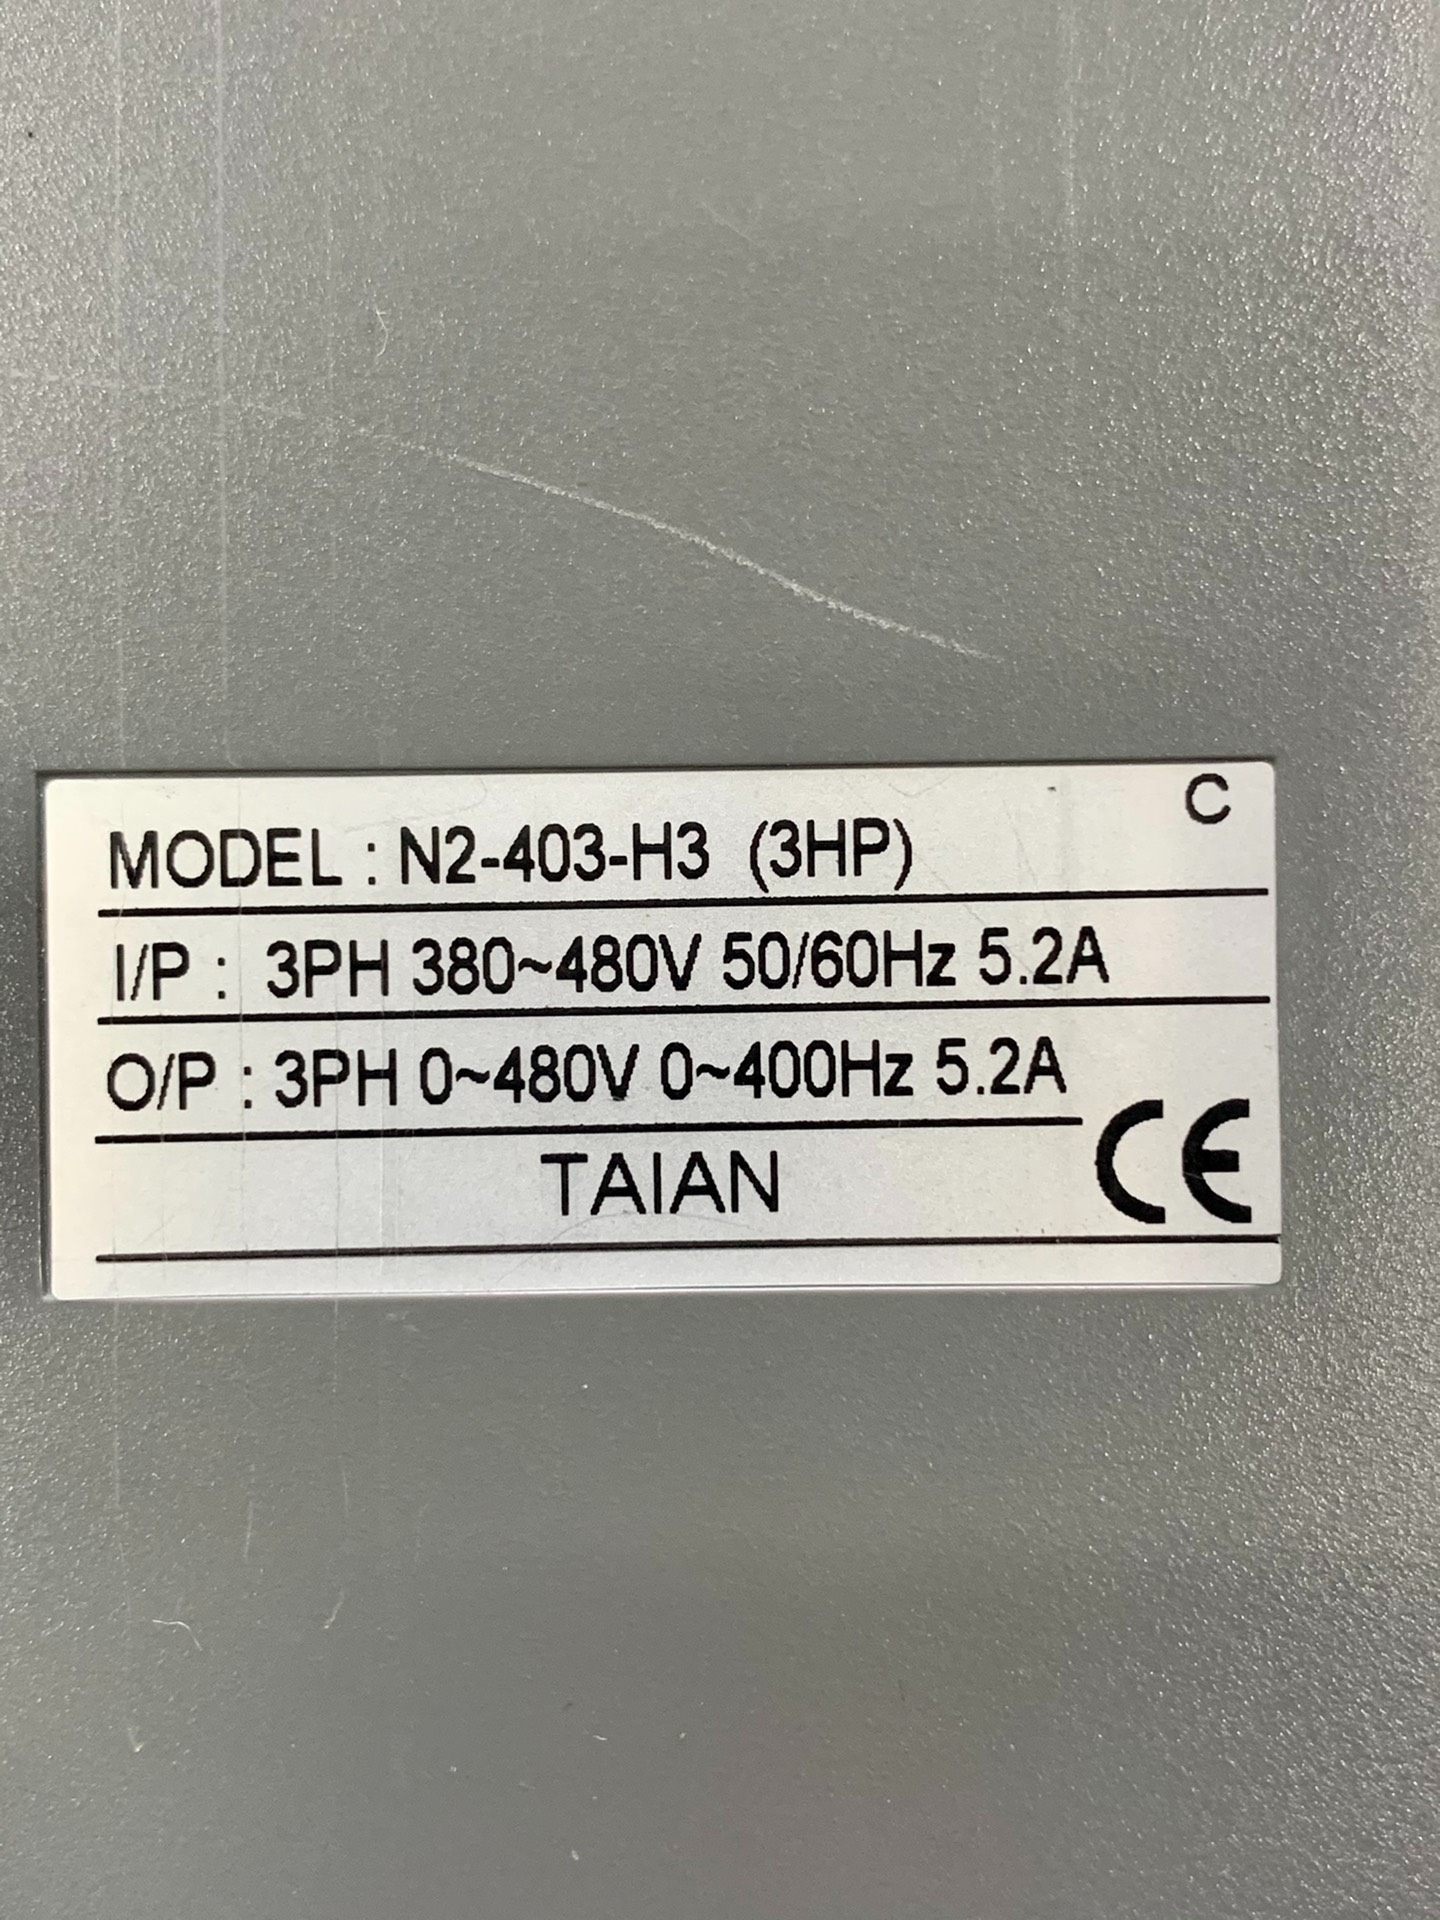 C
MODEL : N2-403-H3 (3HP)
I/P : 3PH 380~480V 50/60Hz 5.2A
O/P : 3PH 0~480V 0~400Hz 5.2A
TAIAN CE